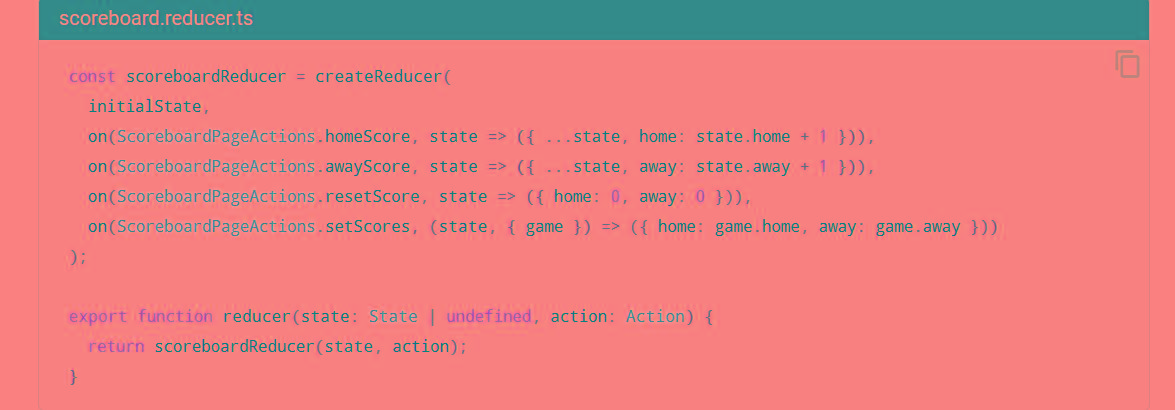 scoreboard.reducer.ts
const scoreboardReducer = createReducer(
  initialState,
  on(ScoreboardPageActions.homeScore, state => ({ ...state, home: state.home + 1 })),
  on(ScoreboardPageActions.awayScore, state => ({ ...state, away: state.away + 1 })),
  on(ScoreboardPageActions.resetScore, state => ({ home: 0, away: 0 })),
  on(ScoreboardPageActions.setScores, (state, { game }) => ({ home: game.home, away: game.away }))
);
export function reducer(state: State | undefined, action: Action) {
  return scoreboardReducer(state, action);
}